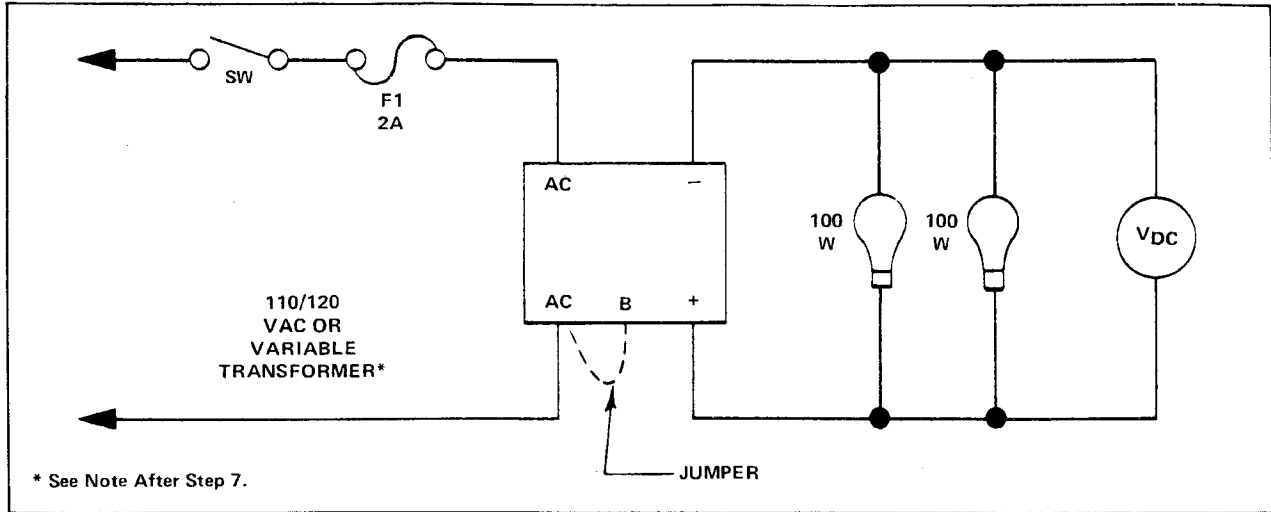 SW
F1
2A
AC
−
100
W
100
W
VDC
AC
B
+
110/120
VAC OR
VARIABLE
TRANSFORMER*
JUMPER
* See Note After Step 7.